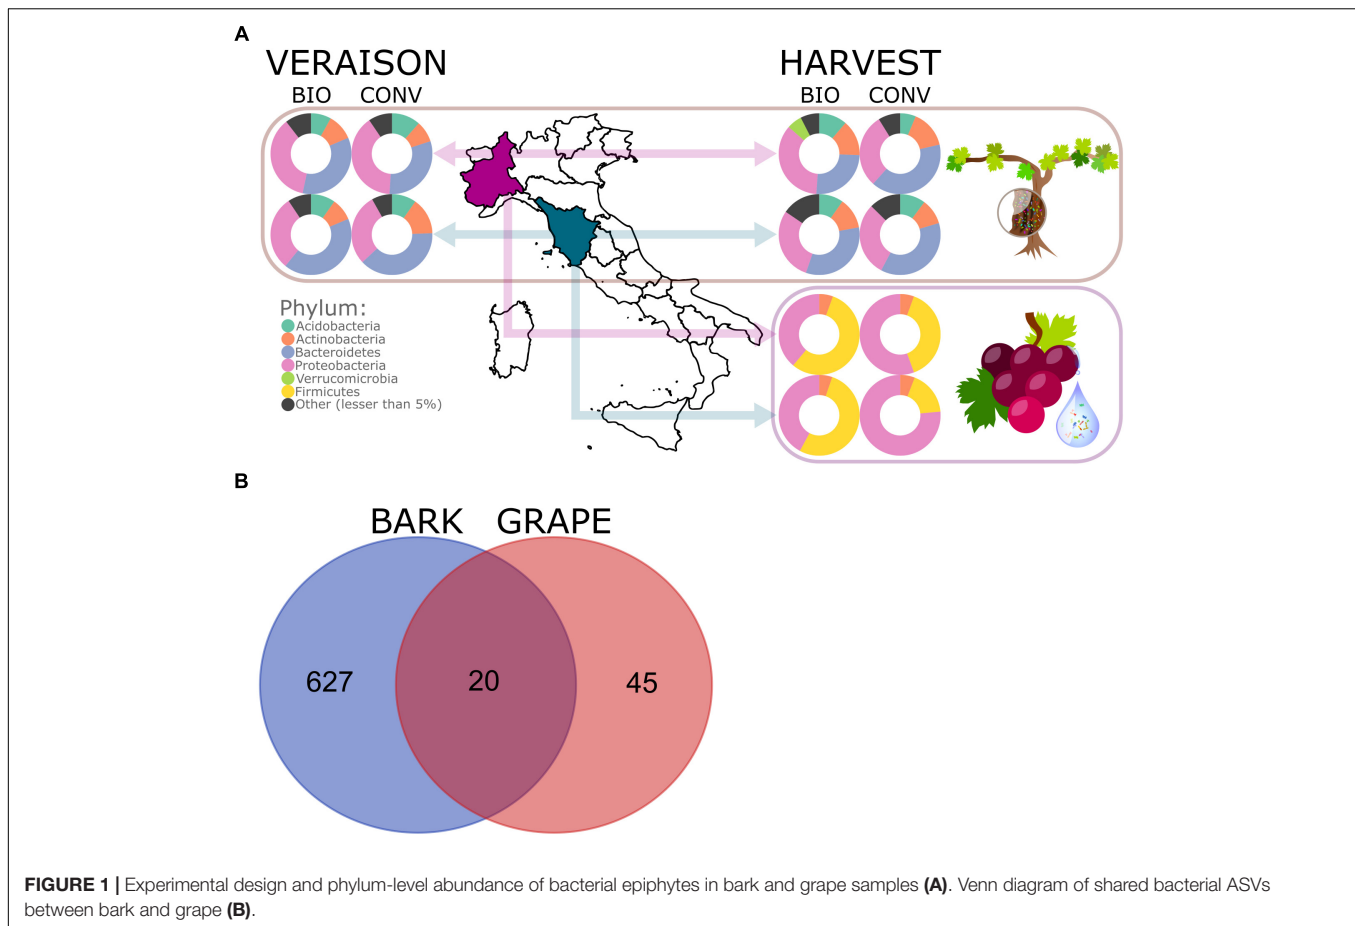 A
VERAISON
HARVEST
BIO CONV
BIO CONV
Phylum:
Acidobacteria
Actinobacteria
Bacteroidetes
Proteobacteria
Verrucomicrobia
Firmicutes
Other (lesser than 5%)
B
BARK GRAPE
627 20 45
FIGURE 1 | Experimental design and phylum-level abundance of bacterial epiphytes in bark and grape samples (A). Venn diagram of shared bacterial ASVs
between bark and grape (B).